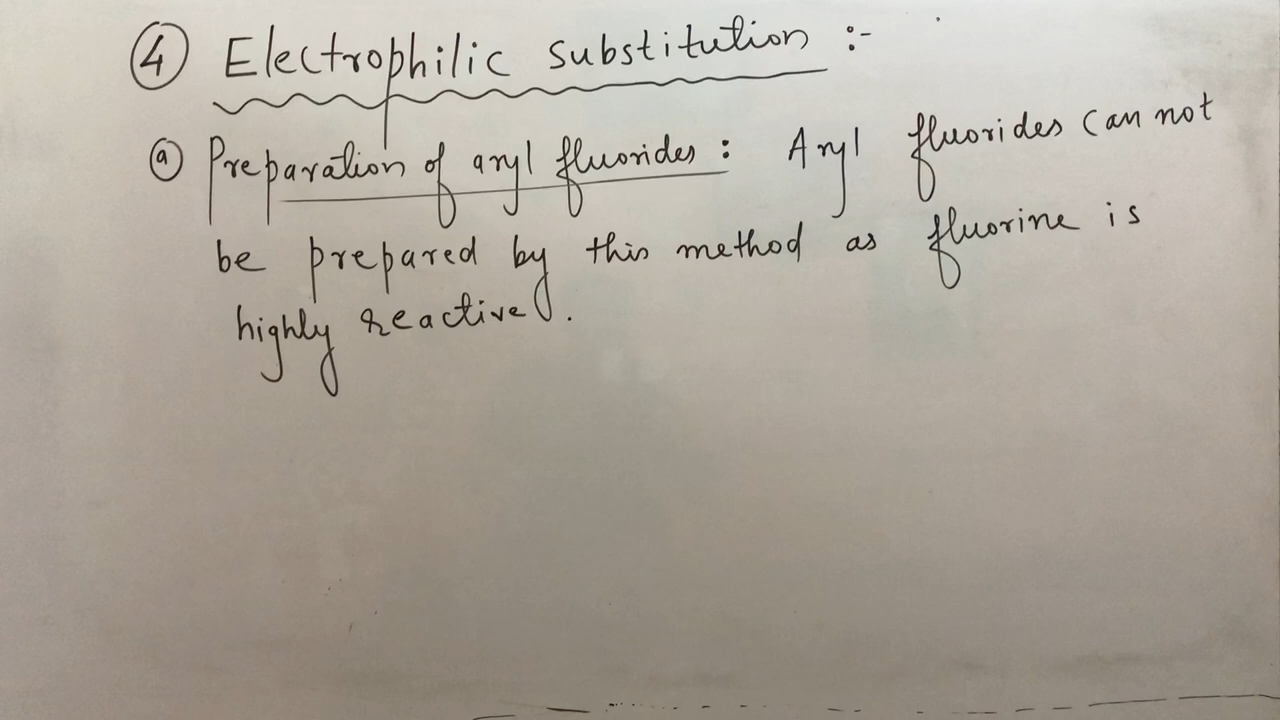 ④ Electrophilic substitution :-
ⓐ Preparation of aryl fluorides : Aryl fluorides can not
be prepared by this method as fluorine is
highly reactive.